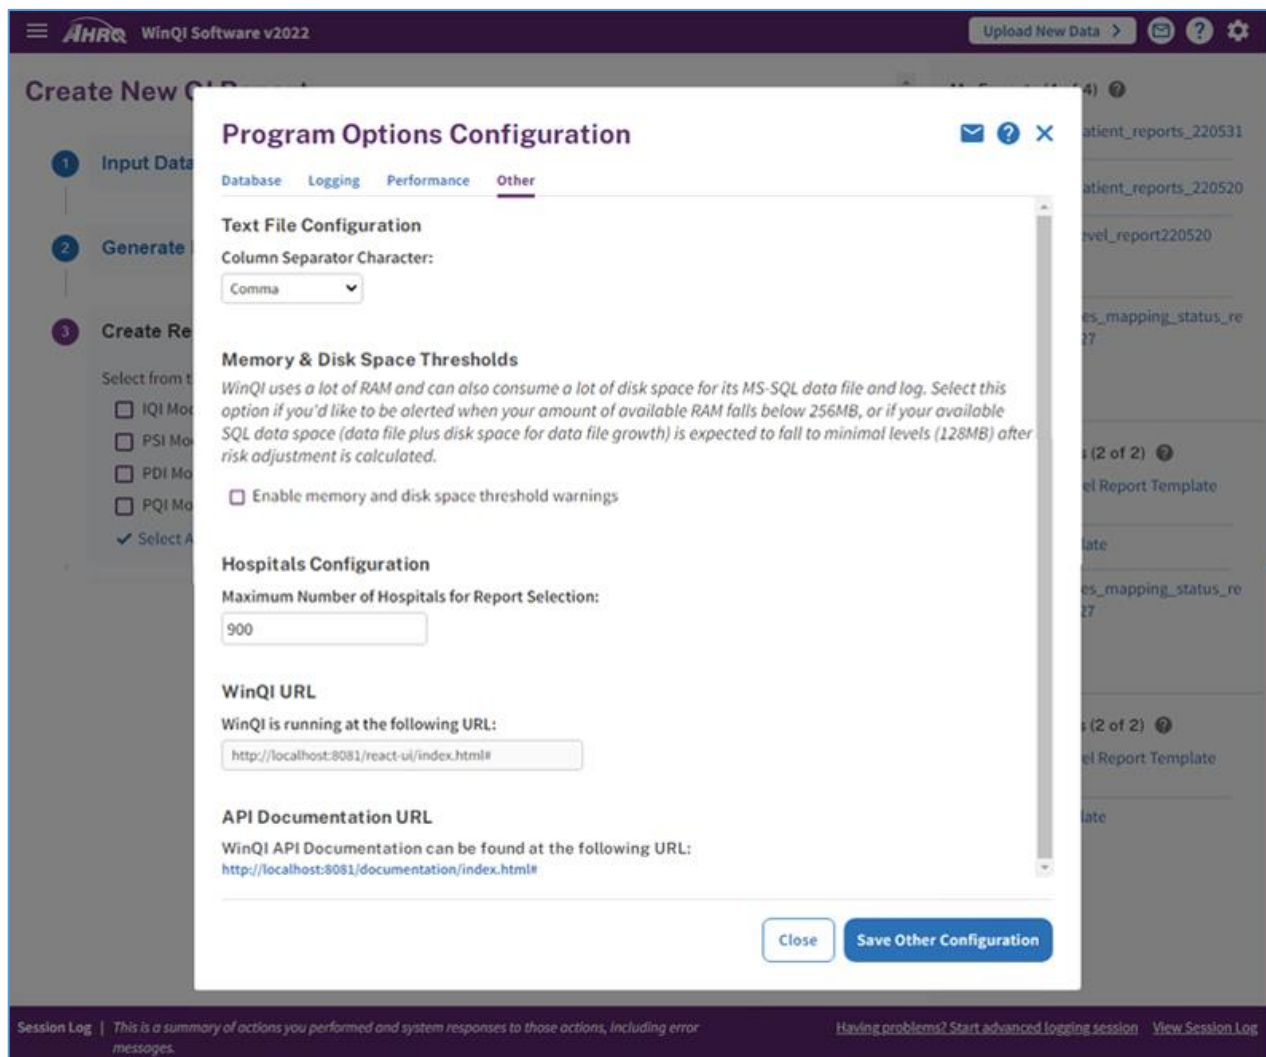 AHRQ WinQI Software v2022
Upload New Data
Create New QI Report
4)
1 Input Data
2 Generate
3 Create Re
Select from t
IQI Mo
PSI Mo
PDI Mo
PQI Mo
Select A
Program Options Configuration
Database Logging Performance Other
Text File Configuration
Column Separator Character:
Comma
Memory & Disk Space Thresholds
WinQI uses a lot of RAM and can also consume a lot of disk space for its MS-SQL data file and log. Select this
option if you'd like to be alerted when your amount of available RAM falls below 256MB, or if your available
SQL data space (data file plus disk space for data file growth) is expected to fall to minimal levels (128MB) after
risk adjustment is calculated.
Enable memory and disk space threshold warnings
Hospitals Configuration
Maximum Number of Hospitals for Report Selection:
900
WinQI URL
WinQI is running at the following URL:
http://localhost:8081/react-ui/index.html#
API Documentation URL
WinQI API Documentation can be found at the following URL:
http://localhost:8081/documentation/index.html#
Close
Save Other Configuration
atient_reports_220531
atient_reports_220520
evel_report220520
es_mapping_status_re
27
(2 of 2)
el Report Template
late
es_mapping_status_re
27
(2 of 2)
el Report Template
late
Session Log | This is a summary of actions you performed and system responses to those actions, including error
messages.
Having problems? Start advanced logging session View Session Log